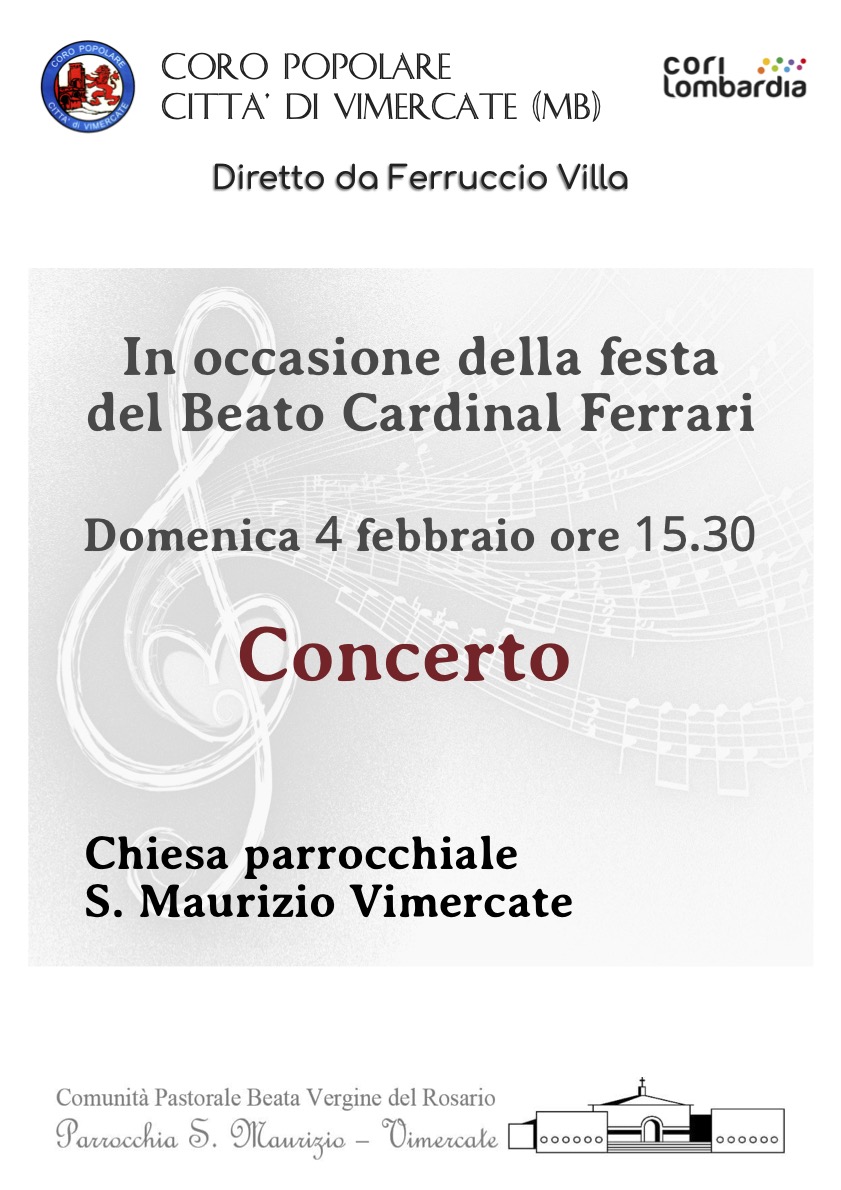 CORO POPOLARE
CITTA' di VIMERCATE
CORO POPOLARE
CITTA' DI VIMERCATE (MB)
cori
lombardia
Diretto da Ferruccio Villa
In occasione della festa
del Beato Cardinal Ferrari
Domenica 4 febbraio ore 15.30
Concerto
Chiesa parrocchiale
S. Maurizio Vimercate
Comunità Pastorale Beata Vergine del Rosario
Parrocchia S. Maurizio – Vimercate